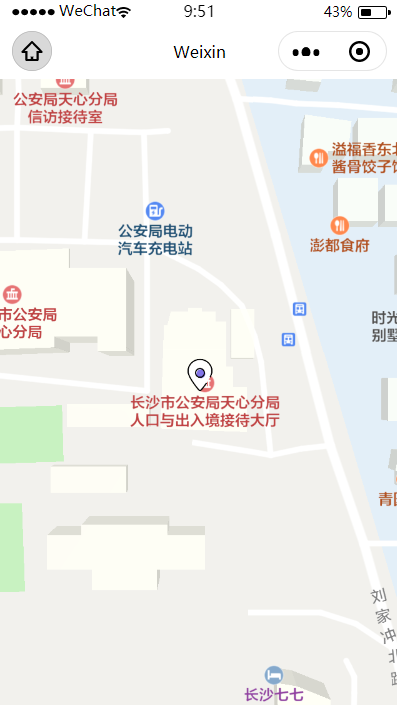 WeChat
9:51
43%
Weixin
公安局天心分局
信访接待室
溢福香东北
酱骨饺子馆
公安局电动
汽车充电站
澎都食府
市公安局
心分局
时光
别墅
长沙市公安局天心分局
人口与出入境接待大厅
青园
刘家冲北路
长沙七七